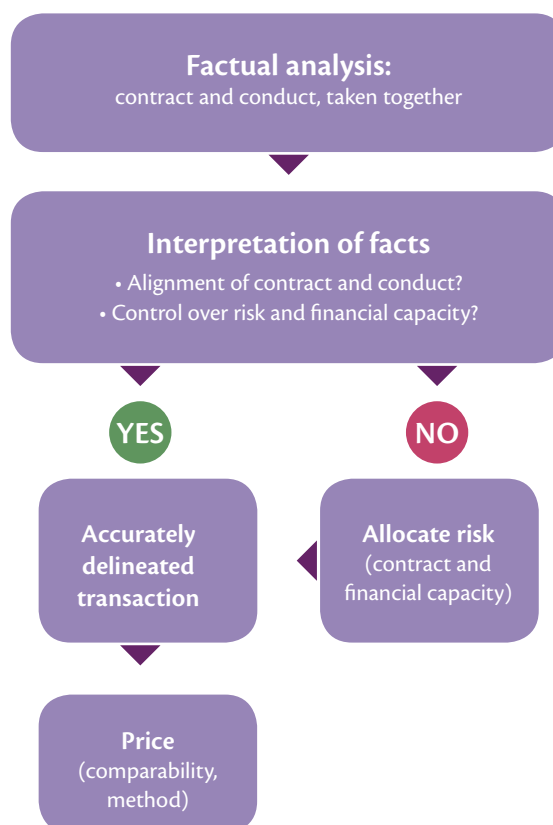 Factual analysis:
contract and conduct, taken together
Interpretation of facts
• Alignment of contract and conduct?
• Control over risk and financial capacity?
YES
NO
Accurately
delineated
transaction
Allocate risk
(contract and
financial capacity)
Price
(comparability,
method)